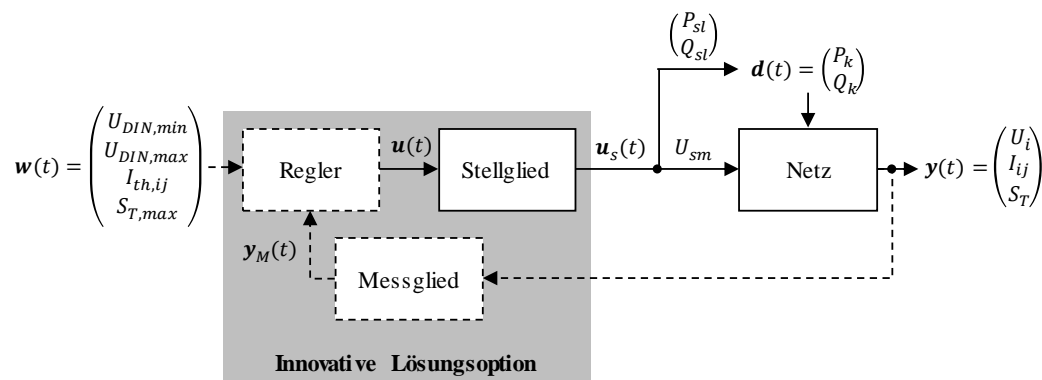 w(t) = (U_DIN,min
U_DIN,max
I_th,ij
S_T,max)
Regler
u(t)
Stellglied
u_s(t)
U_sm
(P_sl
Q_sl)
d(t) = (P_k
Q_k)
Netz
y(t) = (U_i
I_ij
S_T)
y_M(t)
Messglied
Innovative Lösungsoption